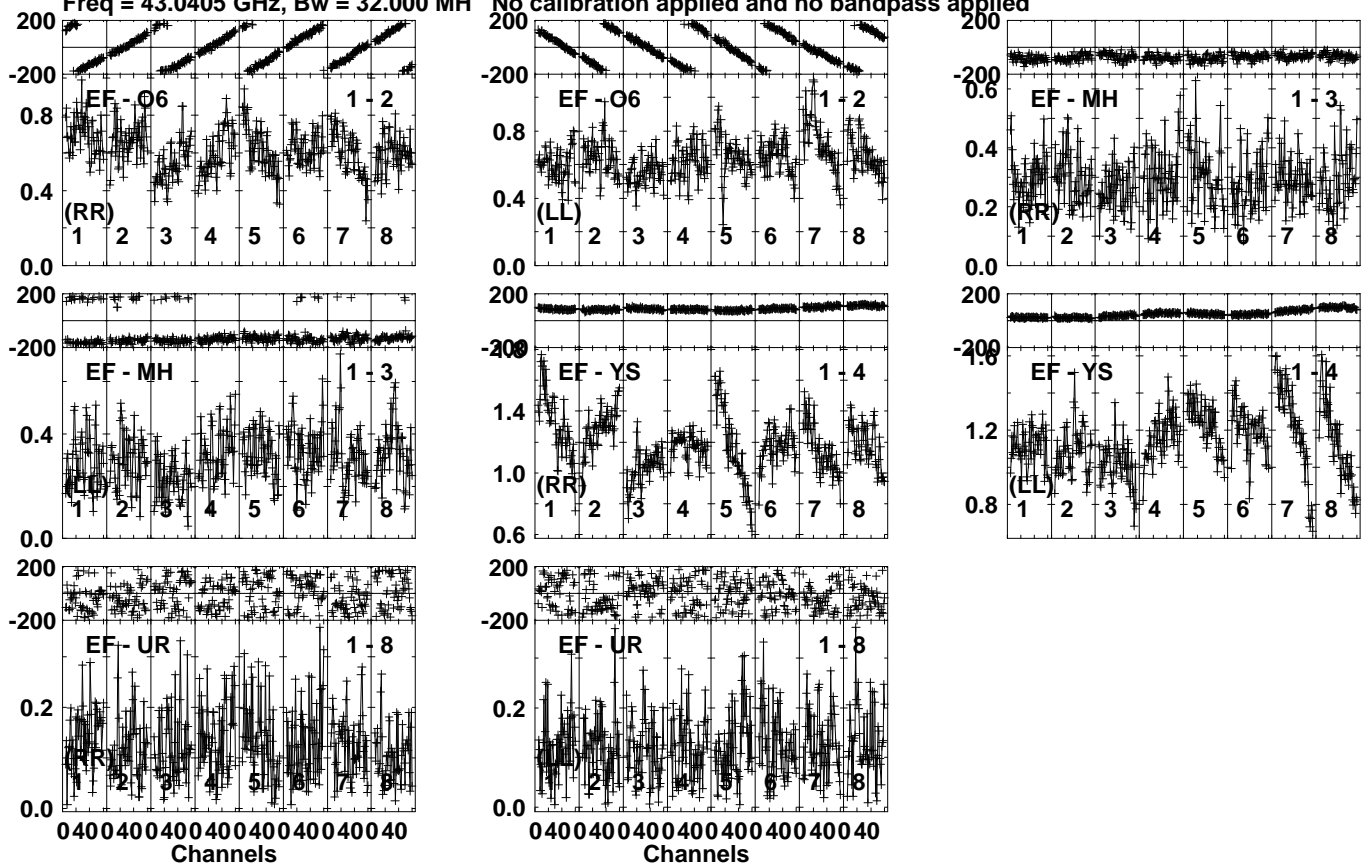 Freq = 43.0405 GHz, Bw = 32.000 MH No calibration applied and no bandpass applied
200
-200
EF - O6 1 - 2
0.8
0.4
(RR)
1 2 3 4 5 6 7 8
0.0
200
-200
EF - O6 1 - 2
0.8
0.4
(LL)
1 2 3 4 5 6 7 8
0.0
200
-200
0.6
EF - MH 1 - 3
0.4
0.2
(RR)
1 2 3 4 5 6 7 8
0.0
200
-200
EF - MH 1 - 3
0.4
(LL)
1 2 3 4 5 6 7 8
0.0
200
-200
1.8
EF - YS 1 - 4
1.4
1.0
(RR)
1 2 3 4 5 6 7 8
0.6
200
-200
1.6
EF - YS 1 - 4
1.2
(LL)
0.8
1 2 3 4 5 6 7 8
200
-200
EF - UR 1 - 8
0.2
(RR)
1 2 3 4 5 6 7 8
0.0
0 40 0 40 0 40 0 40 0 40 0 40 0 40 0 40
Channels
200
-200
EF - UR 1 - 8
0.2
(LL)
1 2 3 4 5 6 7 8
0.0
0 40 0 40 0 40 0 40 0 40 0 40 0 40 0 40
Channels